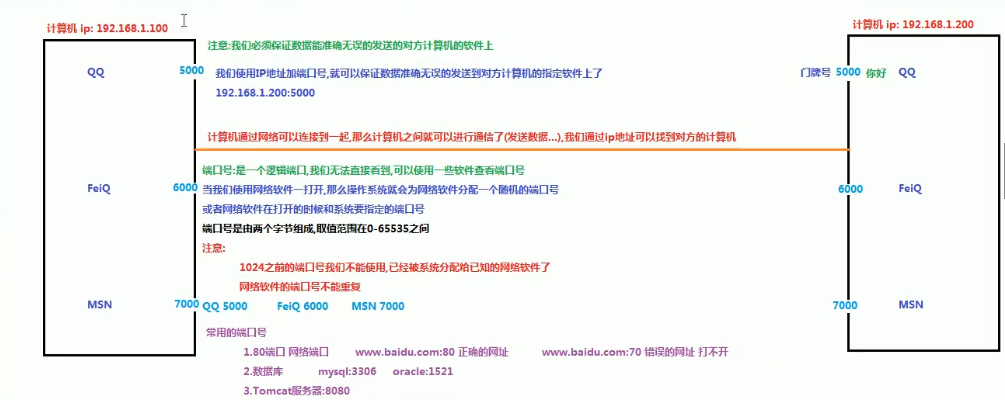 计算机 ip: 192.168.1.100
计算机 ip: 192.168.1.200
注意:我们必须保证数据能准确无误的发送的对方计算机的软件上
QQ 5000 我们使用IP地址加端口号,就可以保证数据准确无误的发送到对方计算机的指定软件上了 门牌号 5000 你好 QQ
192.168.1.200:5000
计算机通过网络可以连接到一起,那么计算机之间就可以进行通信了(发送数据...),我们通过ip地址可以找到对方的计算机
端口号:是一个逻辑端口,我们无法直接看到,可以使用一些软件查看端口号
FeiQ 6000 当我们使用网络软件一打开,那么操作系统就会为网络软件分配一个随机的端口号 6000 FeiQ
或者网络软件在打开的时候和系统要指定的端口号
端口号是由两个字节组成,取值范围在0-65535之间
注意:
1024之前的端口号我们不能使用,已经被系统分配给已知的网络软件了
网络软件的端口号不能重复
MSN 7000 QQ 5000 FeiQ 6000 MSN 7000 7000 MSN
常用的端口号
1.80端口 网络端口 www.baidu.com:80 正确的网址 www.baidu.com:70 错误的网址 打不开
2.数据库 mysql:3306 oracle:1521
3.Tomcat服务器:8080